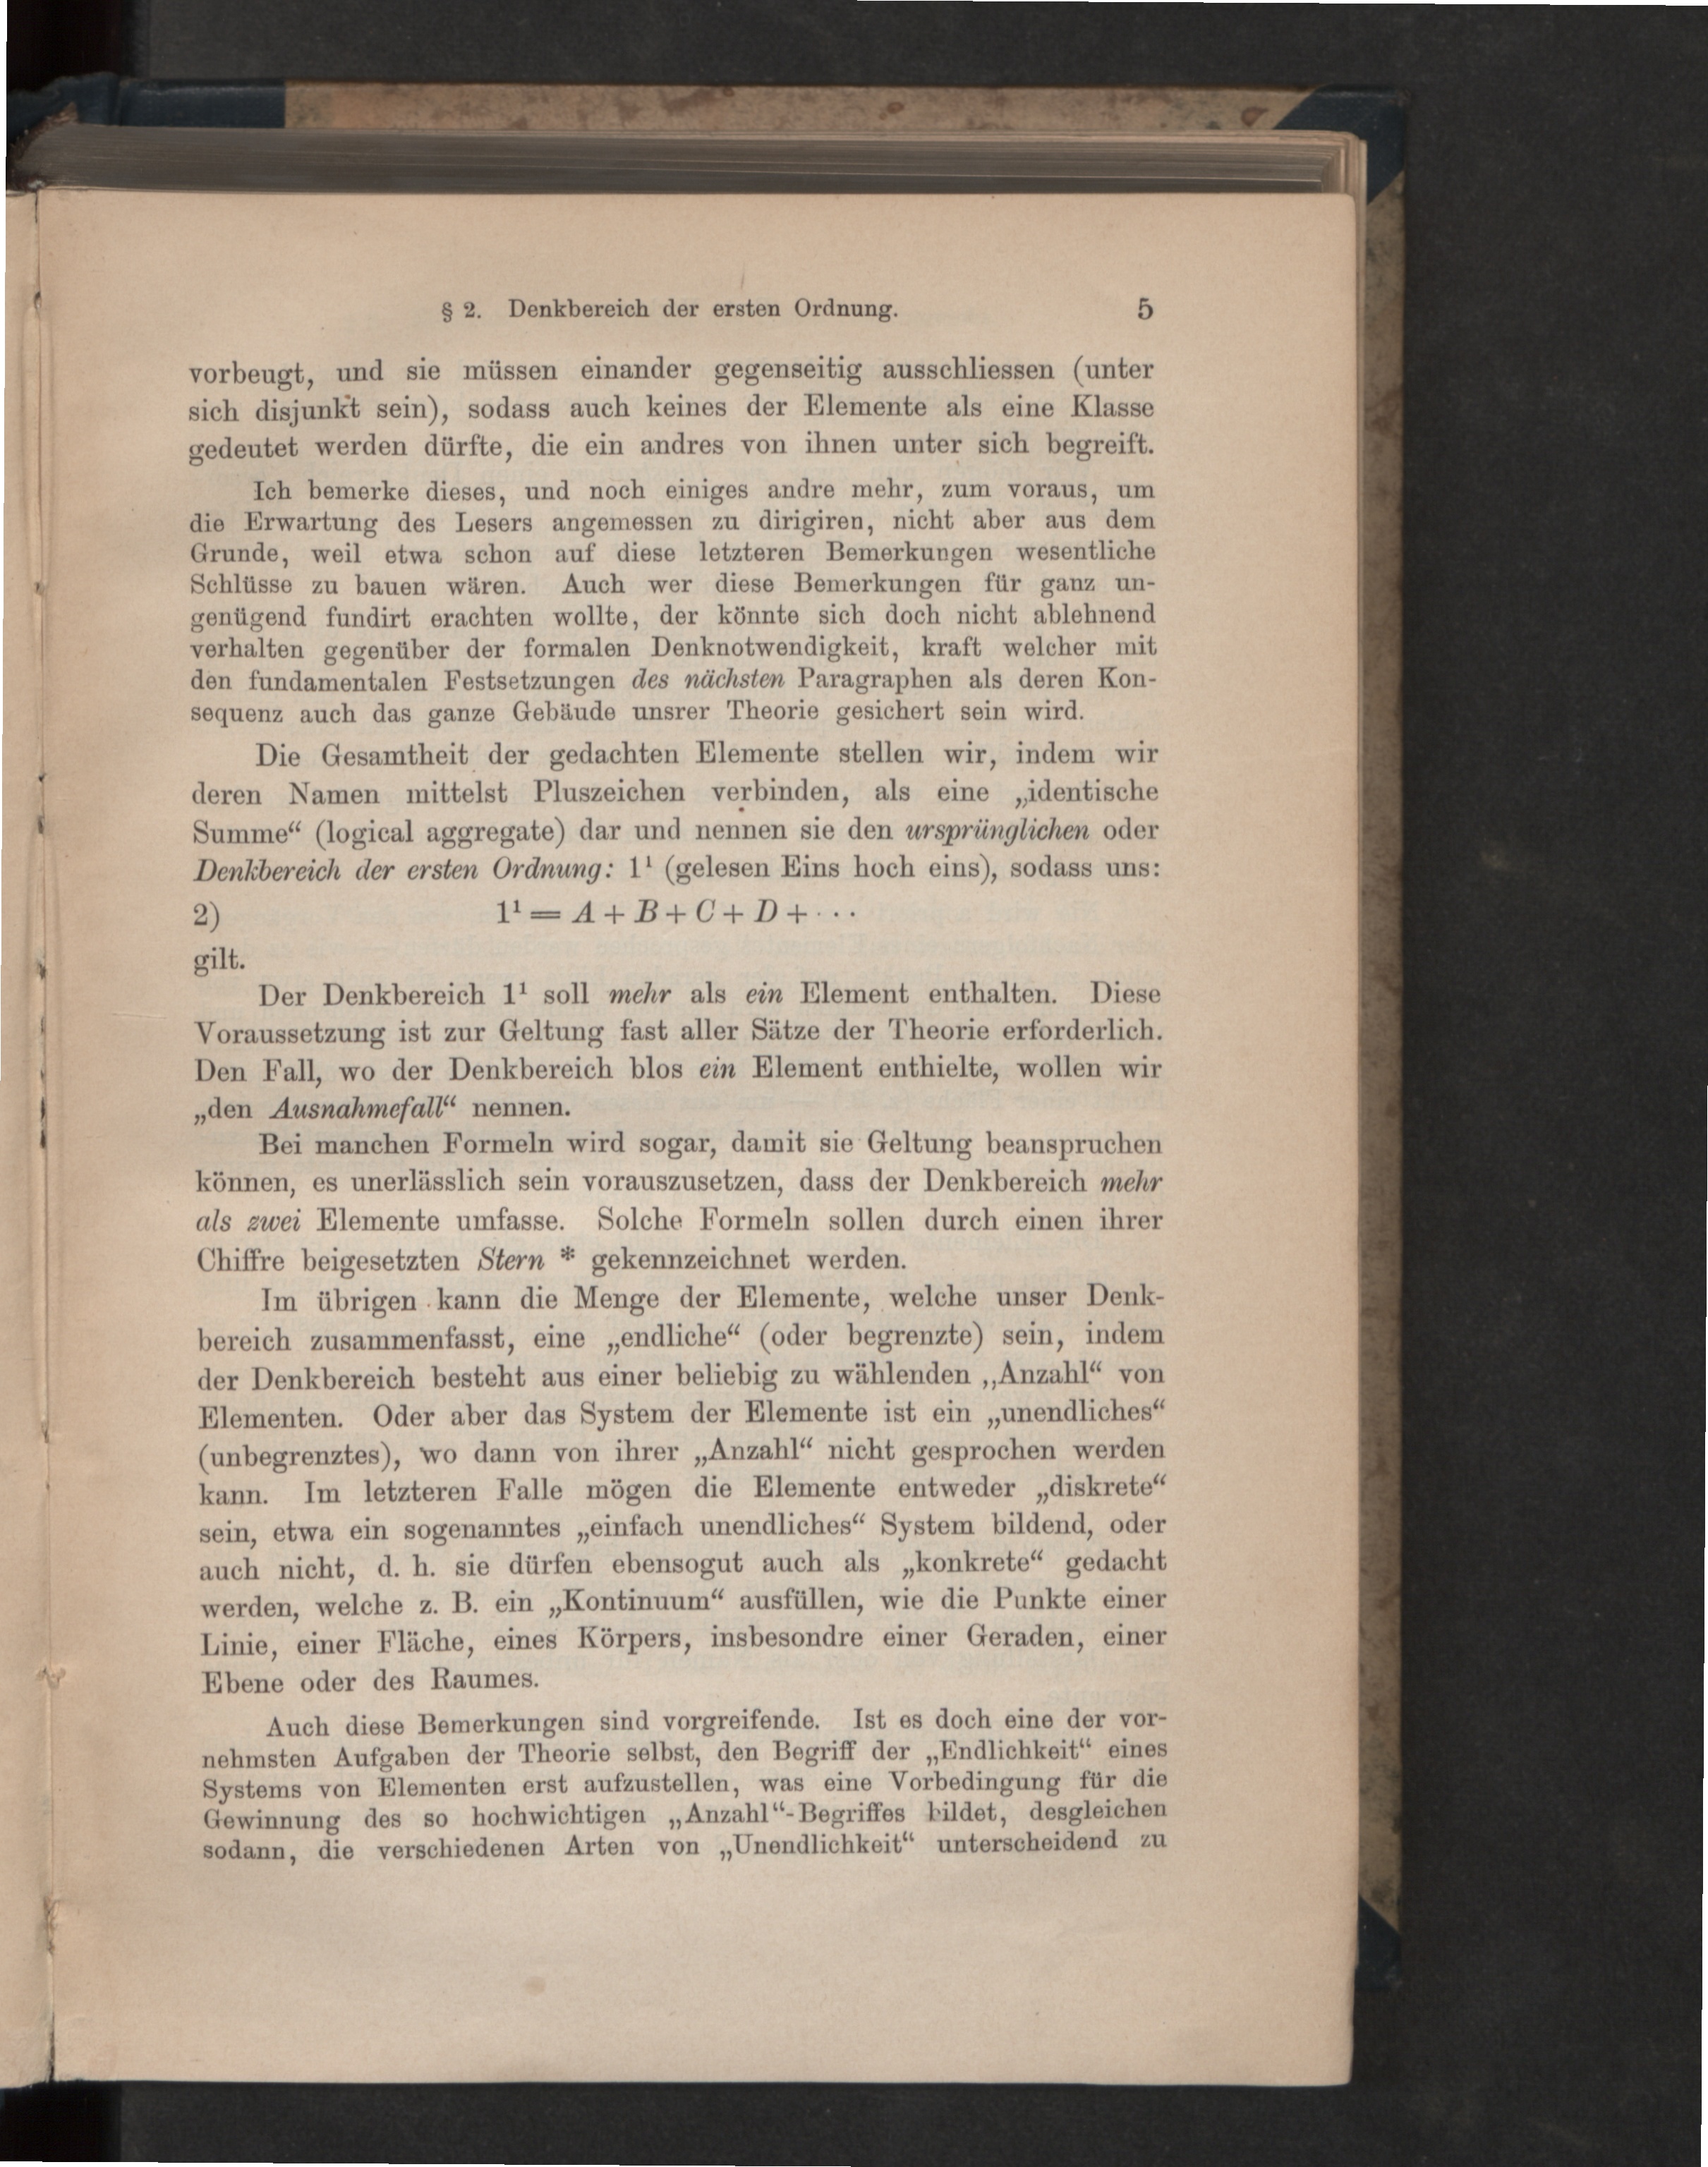 § 2. Denkbereich der ersten Ordnung. 5
vorbeugt, und sie müssen einander gegenseitig ausschliessen (unter
sich disjunkt sein), sodass auch keines der Elemente als eine Klasse
gedeutet werden dürfte, die ein andres von ihnen unter sich begreift.
Ich bemerke dieses, und noch einiges andre mehr, zum voraus, um
die Erwartung des Lesers angemessen zu dirigiren, nicht aber aus dem
Grunde, weil etwa schon auf diese letzteren Bemerkungen wesentliche
Schlüsse zu bauen wären. Auch wer diese Bemerkungen für ganz un-
genügend fundirt erachten wollte, der könnte sich doch nicht ablehnend
verhalten gegenüber der formalen Denknotwendigkeit, kraft welcher mit
den fundamentalen Festsetzungen des nächsten Paragraphen als deren Kon-
sequenz auch das ganze Gebäude unsrer Theorie gesichert sein wird.
Die Gesamtheit der gedachten Elemente stellen wir, indem wir
deren Namen mittelst Pluszeichen verbinden, als eine „identische
Summe“ (logical aggregate) dar und nennen sie den ursprünglichen oder
Denkbereich der ersten Ordnung: 1¹ (gelesen Eins hoch eins), sodass uns:
2) 1¹ = A + B + C + D + · · ·
gilt.
Der Denkbereich 1¹ soll mehr als ein Element enthalten. Diese
Voraussetzung ist zur Geltung fast aller Sätze der Theorie erforderlich.
Den Fall, wo der Denkbereich blos ein Element enthielte, wollen wir
„den Ausnahmefall“ nennen.
Bei manchen Formeln wird sogar, damit sie Geltung beanspruchen
können, es unerlässlich sein vorauszusetzen, dass der Denkbereich mehr
als zwei Elemente umfasse. Solche Formeln sollen durch einen ihrer
Chiffre beigesetzten Stern * gekennzeichnet werden.
Im übrigen kann die Menge der Elemente, welche unser Denk-
bereich zusammenfasst, eine „endliche“ (oder begrenzte) sein, indem
der Denkbereich besteht aus einer beliebig zu wählenden ,,Anzahl“ von
Elementen. Oder aber das System der Elemente ist ein „unendliches“
(unbegrenztes), wo dann von ihrer „Anzahl“ nicht gesprochen werden
kann. Im letzteren Falle mögen die Elemente entweder „diskrete“
sein, etwa ein sogenanntes „einfach unendliches“ System bildend, oder
auch nicht, d. h. sie dürfen ebensogut auch als „konkrete“ gedacht
werden, welche z. B. ein „Kontinuum“ ausfüllen, wie die Punkte einer
Linie, einer Fläche, eines Körpers, insbesondre einer Geraden, einer
Ebene oder des Raumes.
Auch diese Bemerkungen sind vorgreifende. Ist es doch eine der vor-
nehmsten Aufgaben der Theorie selbst, den Begriff der „Endlichkeit“ eines
Systems von Elementen erst aufzustellen, was eine Vorbedingung für die
Gewinnung des so hochwichtigen „Anzahl“-Begriffes bildet, desgleichen
sodann, die verschiedenen Arten von „Unendlichkeit“ unterscheidend zu